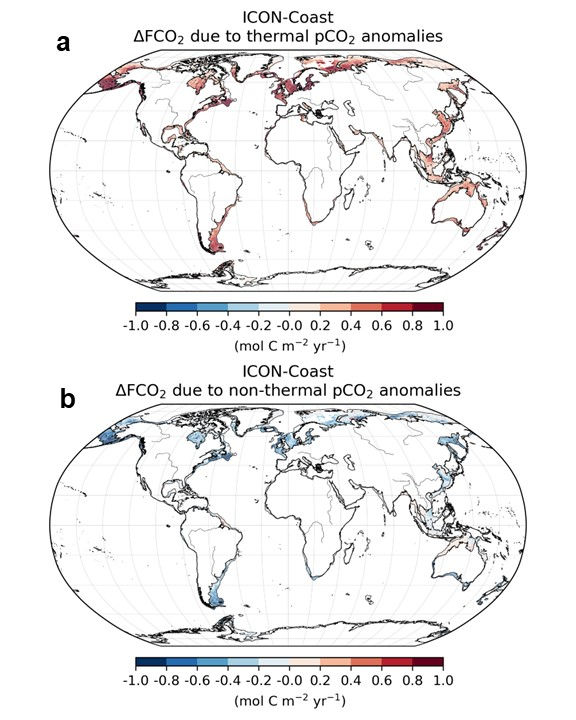 ICON-Coast
a
ΔFCO₂ due to thermal pCO₂ anomalies
-1.0 -0.8 -0.6 -0.4 -0.2 -0.0 0.2 0.4 0.6 0.8 1.0
(mol C m⁻² yr⁻¹)
ICON-Coast
b
ΔFCO₂ due to non-thermal pCO₂ anomalies
-1.0 -0.8 -0.6 -0.4 -0.2 -0.0 0.2 0.4 0.6 0.8 1.0
(mol C m⁻² yr⁻¹)